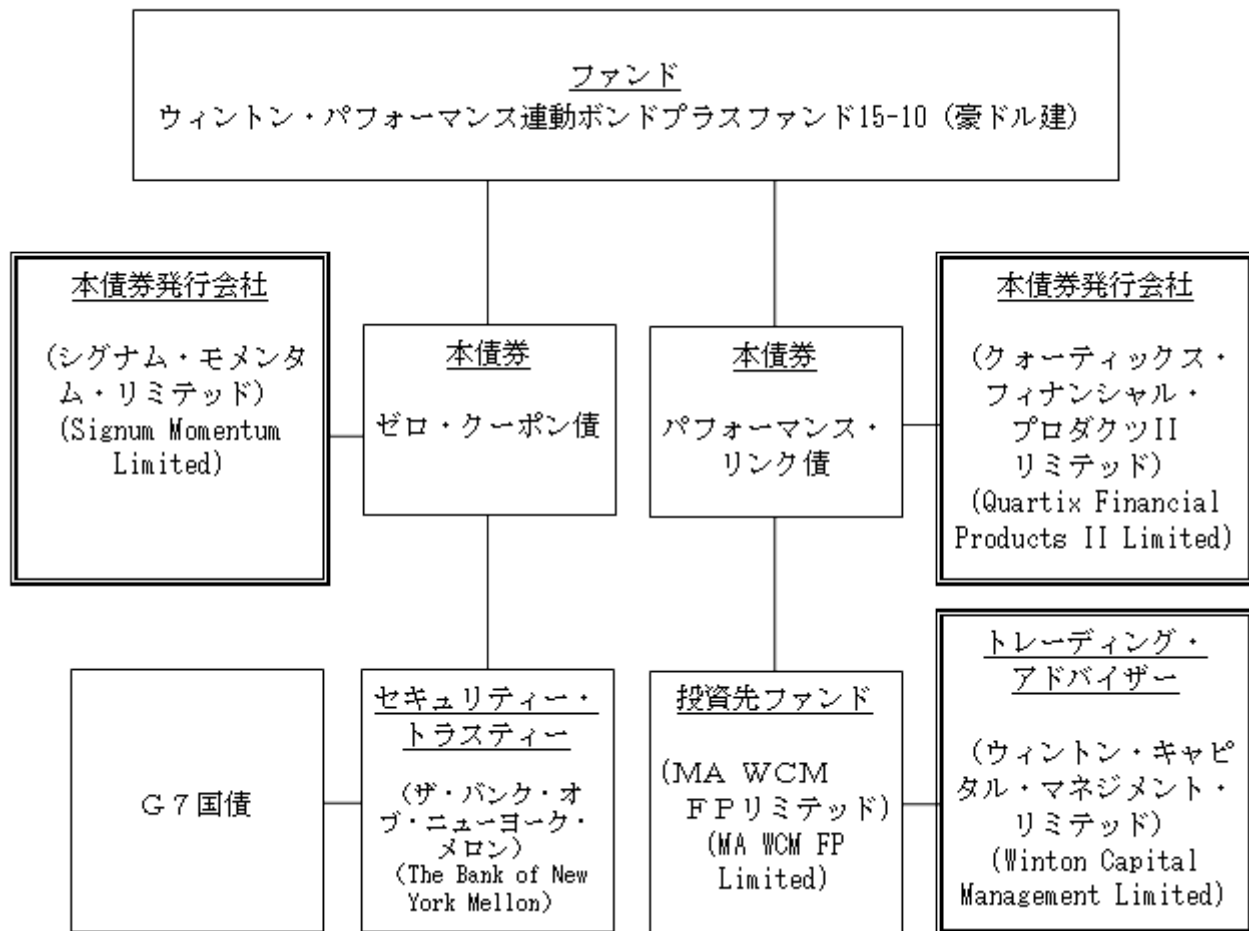 ファンド
ウィントン・パフォーマンス連動ボンドプラスファンド15-10（豪ドル建）
本債券発行会社
（シグナム・モメンタ
ム・リミテッド）
(Signum Momentum
Limited)
本債券
ゼロ・クーポン債
本債券
パフォーマンス・
リンク債
本債券発行会社
（クォーティックス・
フィナンシャル・
プロダクツII
リミテッド）
(Quartix Financial
Products II Limited)
G7国債
セキュリティー・
トラスティー
（ザ・バンク・オ
ブ・ニューヨーク・
メロン）
(The Bank of New
York Mellon)
投資先ファンド
（ＭＡ ＷＣＭ
ＦＰリミテッド）
(MA WCM FP
Limited)
トレーディング・
アドバイザー
（ウィントン・キャピ
タル・マネジメント・
リミテッド）
(Winton Capital
Management Limited)